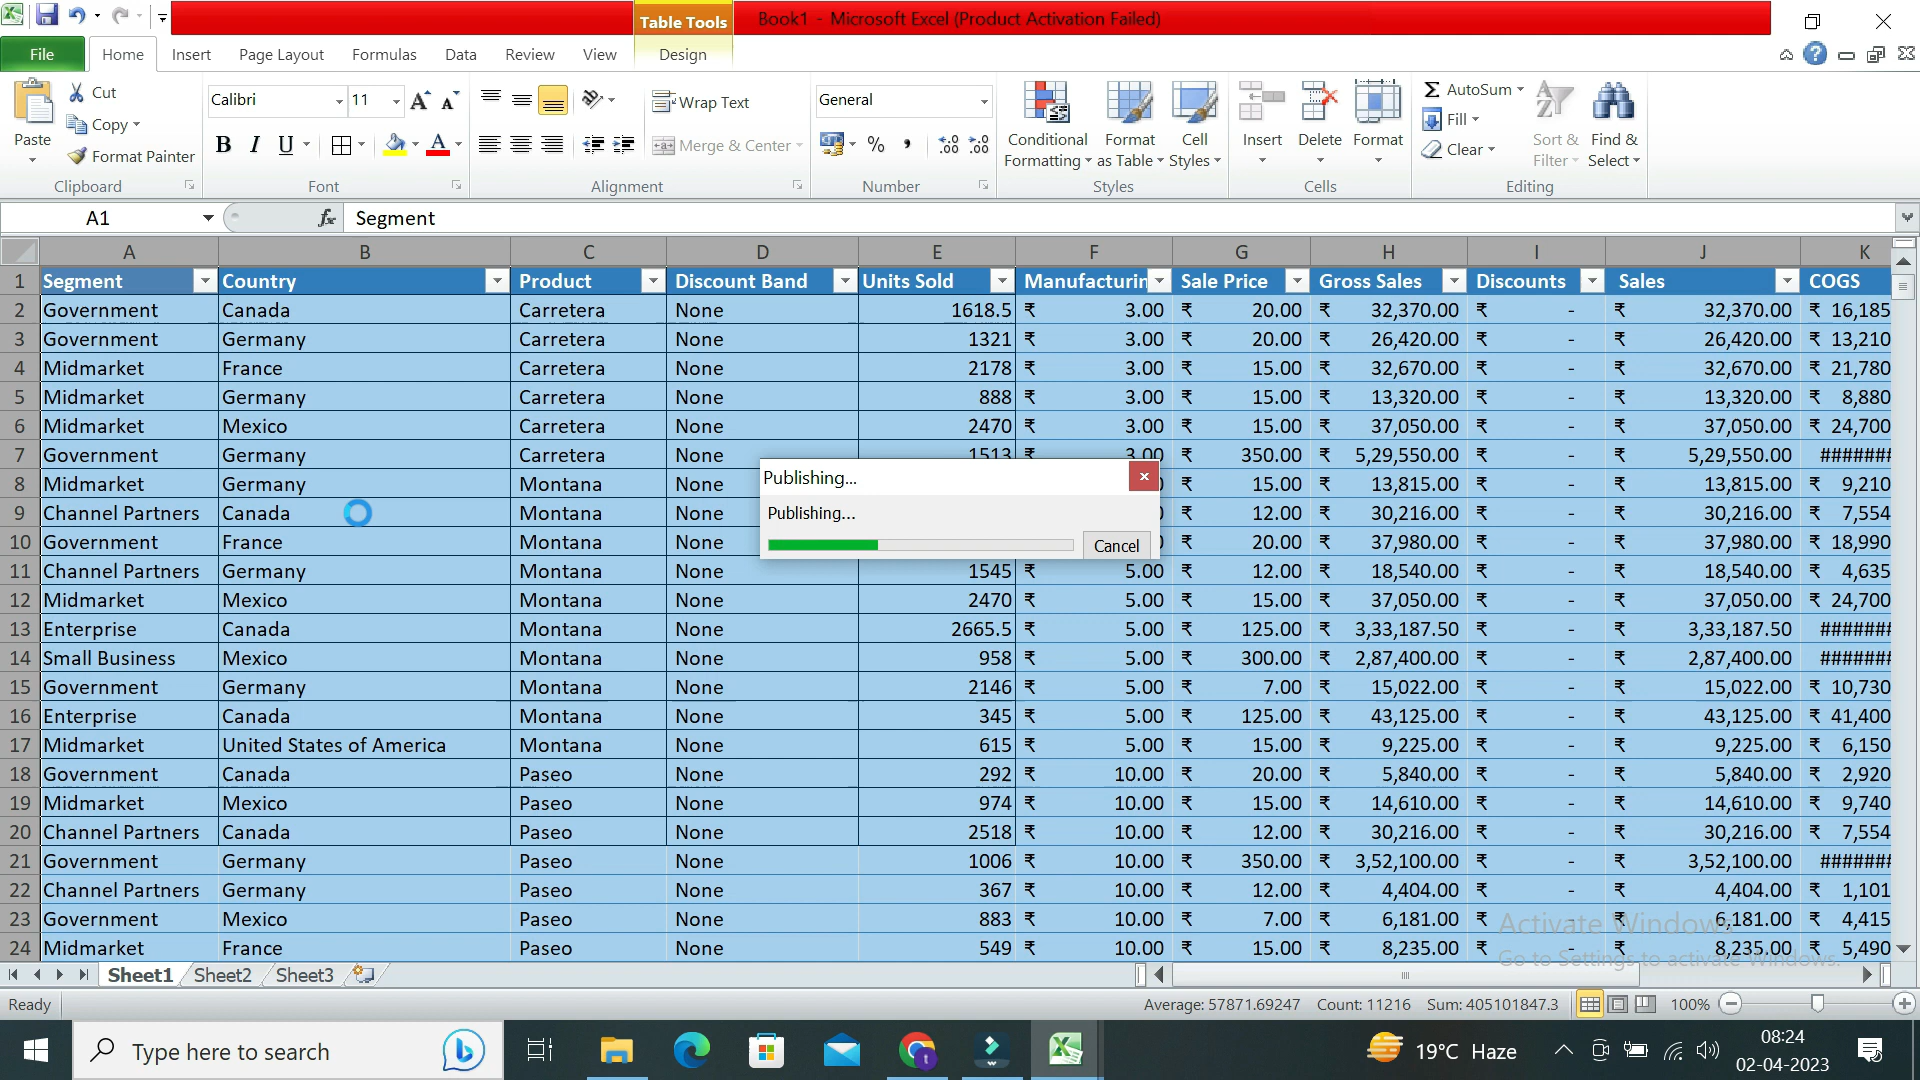 Table Tools
Book1 - Microsoft Excel (Product Activation Failed)
File Home Insert Page Layout Formulas Data Review View Design
Paste Cut Copy Format Painter Clipboard
Calibri 11 B I U A Font
Wrap Text Merge & Center Alignment
General % , Number
Conditional Formatting Format as Table Cell Styles Styles
Insert Delete Format Cells
Σ AutoSum Fill Clear Sort & Filter Find & Select Editing
A1 fx Segment
A B C D E F G H I J K
1 Segment Country Product Discount Band Units Sold Manufacturin Sale Price Gross Sales Discounts Sales COGS
2 Government Canada Carretera None 1618.5 ₹ 3.00 ₹ 20.00 ₹ 32,370.00 ₹ - ₹ 32,370.00 ₹ 16,185
3 Government Germany Carretera None 1321 ₹ 3.00 ₹ 20.00 ₹ 26,420.00 ₹ - ₹ 26,420.00 ₹ 13,210
4 Midmarket France Carretera None 2178 ₹ 3.00 ₹ 15.00 ₹ 32,670.00 ₹ - ₹ 32,670.00 ₹ 21,780
5 Midmarket Germany Carretera None 888 ₹ 3.00 ₹ 15.00 ₹ 13,320.00 ₹ - ₹ 13,320.00 ₹ 8,880
6 Midmarket Mexico Carretera None 2470 ₹ 3.00 ₹ 15.00 ₹ 37,050.00 ₹ - ₹ 37,050.00 ₹ 24,700
7 Government Germany Carretera None 1513 ₹ 3.00 ₹ 350.00 ₹ 5,29,550.00 ₹ - ₹ 5,29,550.00 #######
8 Midmarket Germany Montana None ₹ 15.00 ₹ 13,815.00 ₹ - ₹ 13,815.00 ₹ 9,210
9 Channel Partners Canada Montana None ₹ 12.00 ₹ 30,216.00 ₹ - ₹ 30,216.00 ₹ 7,554
10 Government France Montana None ₹ 20.00 ₹ 37,980.00 ₹ - ₹ 37,980.00 ₹ 18,990
11 Channel Partners Germany Montana None 1545 ₹ 5.00 ₹ 12.00 ₹ 18,540.00 ₹ - ₹ 18,540.00 ₹ 4,635
12 Midmarket Mexico Montana None 2470 ₹ 5.00 ₹ 15.00 ₹ 37,050.00 ₹ - ₹ 37,050.00 ₹ 24,700
13 Enterprise Canada Montana None 2665.5 ₹ 5.00 ₹ 125.00 ₹ 3,33,187.50 ₹ - ₹ 3,33,187.50 #######
14 Small Business Mexico Montana None 958 ₹ 5.00 ₹ 300.00 ₹ 2,87,400.00 ₹ - ₹ 2,87,400.00 #######
15 Government Germany Montana None 2146 ₹ 5.00 ₹ 7.00 ₹ 15,022.00 ₹ - ₹ 15,022.00 ₹ 10,730
16 Enterprise Canada Montana None 345 ₹ 5.00 ₹ 125.00 ₹ 43,125.00 ₹ - ₹ 43,125.00 ₹ 41,400
17 Midmarket United States of America Montana None 615 ₹ 5.00 ₹ 15.00 ₹ 9,225.00 ₹ - ₹ 9,225.00 ₹ 6,150
18 Government Canada Paseo None 292 ₹ 10.00 ₹ 20.00 ₹ 5,840.00 ₹ - ₹ 5,840.00 ₹ 2,920
19 Midmarket Mexico Paseo None 974 ₹ 10.00 ₹ 15.00 ₹ 14,610.00 ₹ - ₹ 14,610.00 ₹ 9,740
20 Channel Partners Canada Paseo None 2518 ₹ 10.00 ₹ 12.00 ₹ 30,216.00 ₹ - ₹ 30,216.00 ₹ 7,554
21 Government Germany Paseo None 1006 ₹ 10.00 ₹ 350.00 ₹ 3,52,100.00 ₹ - ₹ 3,52,100.00 #######
22 Channel Partners Germany Paseo None 367 ₹ 10.00 ₹ 12.00 ₹ 4,404.00 ₹ - ₹ 4,404.00 ₹ 1,101
23 Government Mexico Paseo None 883 ₹ 10.00 ₹ 7.00 ₹ 6,181.00 ₹ - ₹ 6,181.00 ₹ 4,415
24 Midmarket France Paseo None 549 ₹ 10.00 ₹ 15.00 ₹ 8,235.00 ₹ - ₹ 8,235.00 ₹ 5,490
Publishing...
Publishing...
Cancel
Activate Windows
Go to Settings to activate Windows.
Sheet1 Sheet2 Sheet3
Ready Average: 57871.69247 Count: 11216 Sum: 405101847.3 100%
Type here to search 19°C Haze 08:24
02-04-2023